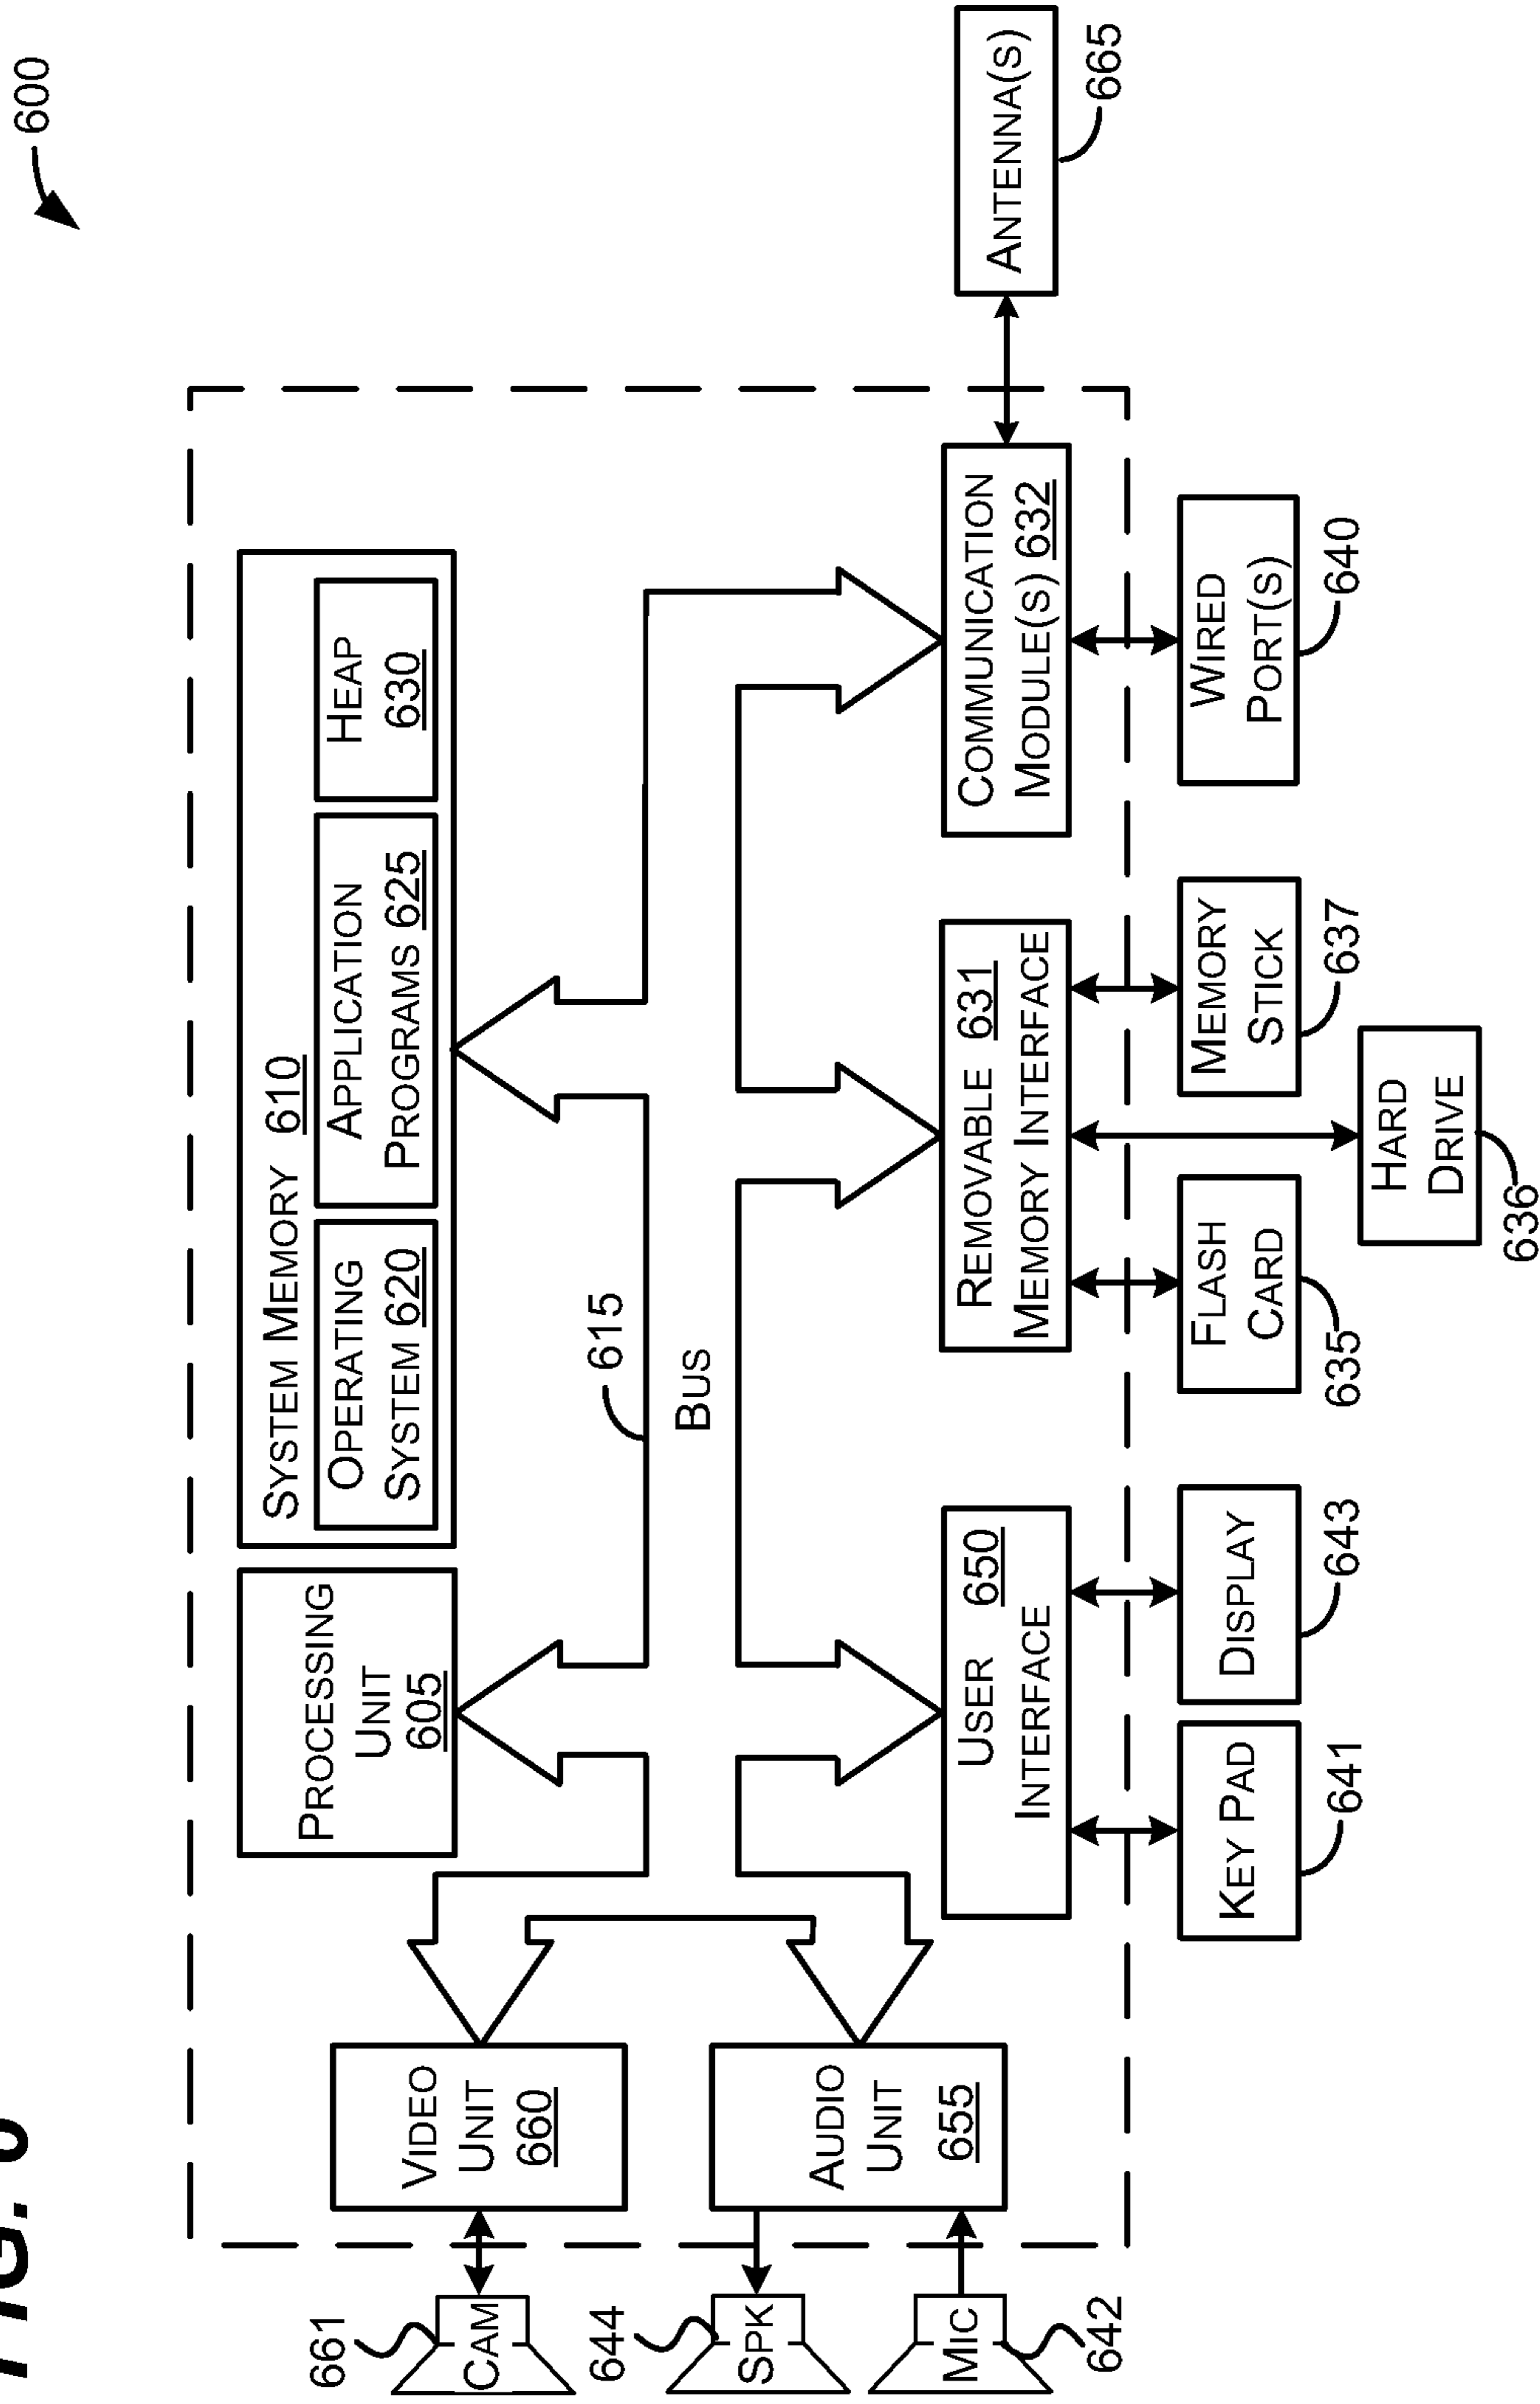 FIG. 6
600
PROCESSING
UNIT
605
SYSTEM MEMORY 610
OPERATING
SYSTEM 620
APPLICATION
PROGRAMS 625
HEAP
630
661
CAM
VIDEO
UNIT
660
615
BUS
644
SPK
MIC
642
AUDIO
UNIT
655
USER 650
INTERFACE
REMOVABLE 631
MEMORY INTERFACE
COMMUNICATION
MODULE(S) 632
ANTENNA(S)
665
KEY PAD
641
DISPLAY
643
FLASH
CARD
635
MEMORY
STICK
637
WIRED
PORT(S)
640
HARD
DRIVE
636